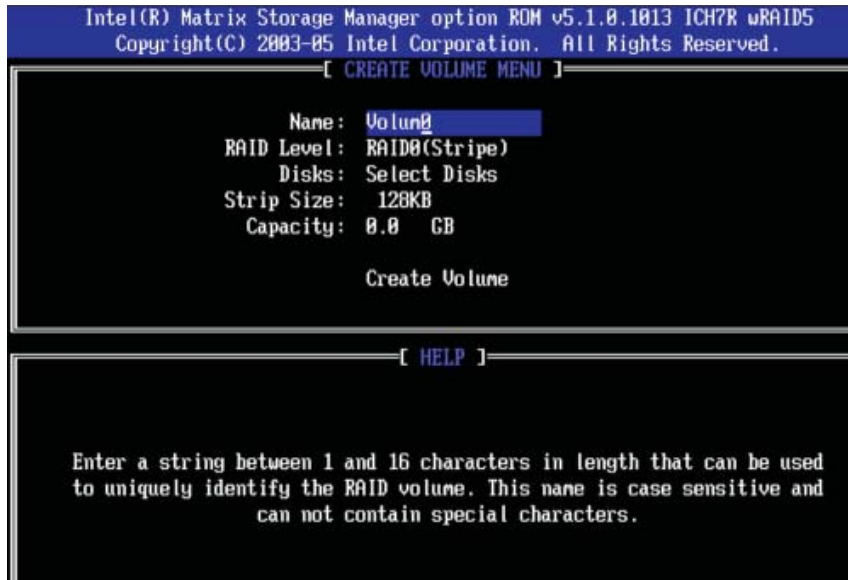 Intel(R) Matrix Storage Manager option ROM v5.1.0.1013 ICH7R wRAID5
Copyright(C) 2003-05 Intel Corporation. All Rights Reserved.
[ CREATE VOLUME MENU ]
Name: Volum0
RAID Level: RAID0(Stripe)
Disks: Select Disks
Strip Size: 128KB
Capacity: 0.0 GB
Create Volume
[ HELP ]
Enter a string between 1 and 16 characters in length that can be used
to uniquely identify the RAID volume. This name is case sensitive and
can not contain special characters.